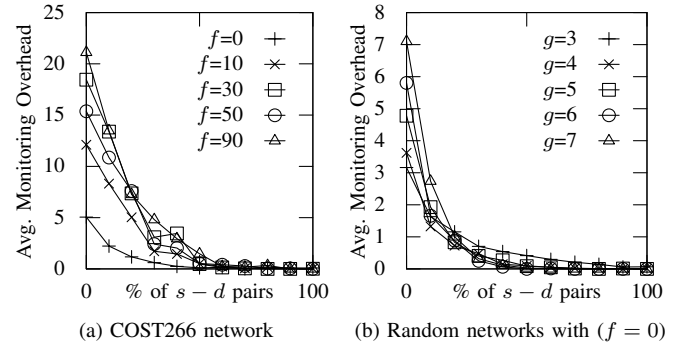 Avg. Monitoring Overhead
25
20
15
10
5
0
f=0
f=10
f=30
f=50
f=90
0
% of s − d pairs
100
(a) COST266 network
Avg. Monitoring Overhead
8
7
6
5
4
3
2
1
0
g=3
g=4
g=5
g=6
g=7
0
% of s − d pairs
100
(b) Random networks with (f = 0)